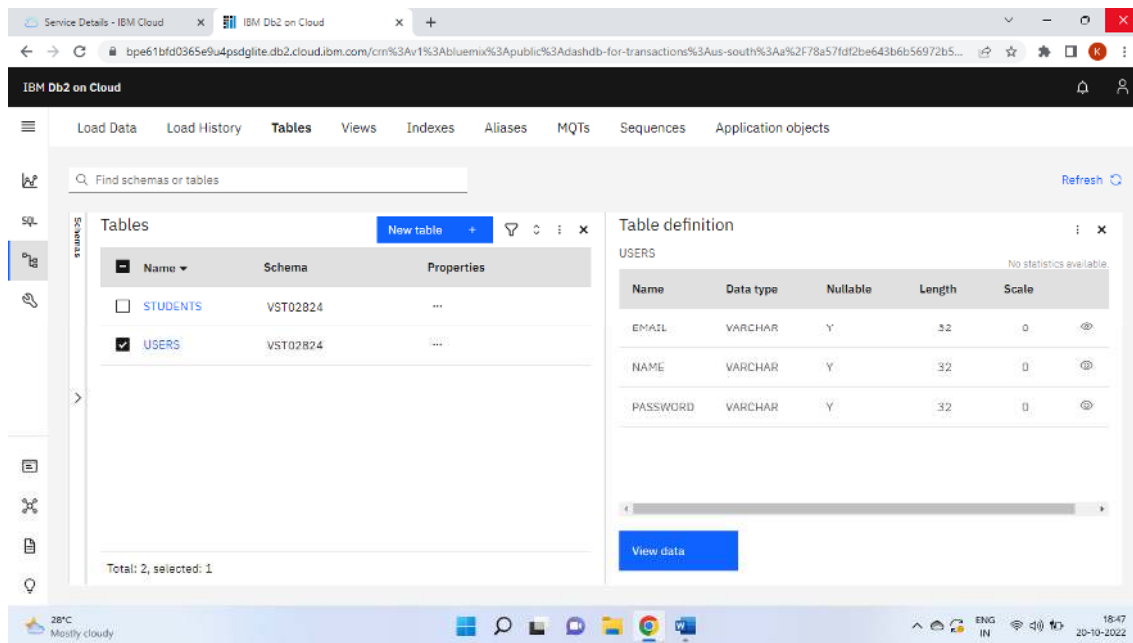 Service Details - IBM Cloud
IBM Db2 on Cloud
bpe61bfd0365e9u4psdglite.db2.cloud.ibm.com/crn%3Av1%3Abluemix%3Apublic%3Adashdb-for-transactions%3Aus-south%3Aa%2F78a57fdf2be643b6b56972b5...
K
IBM Db2 on Cloud
Load Data Load History Tables Views Indexes Aliases MQTs Sequences Application objects
Find schemas or tables
Refresh
SQL
Schemas
Tables
New table +
Name Schema Properties
STUDENTS VST02824 ...
USERS VST02824 ...
Total: 2, selected: 1
Table definition
USERS
No statistics available.
Name Data type Nullable Length Scale
EMAIL VARCHAR Y 32 0
NAME VARCHAR Y 32 0
PASSWORD VARCHAR Y 32 0
View data
28°C
Mostly cloudy
ENG
IN
18:47
20-10-2022